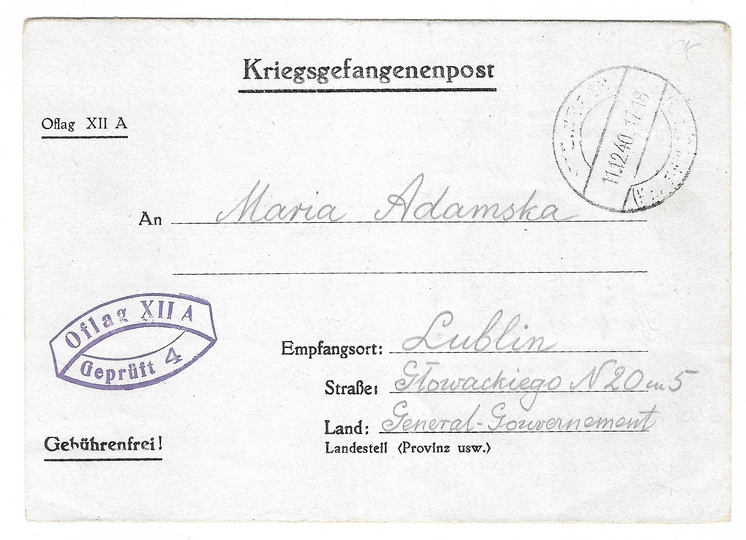 Kriegsgefangenenpost
Oflag XII A
11.12.40.17-18
An Maria Adamska
Oflag XII A
Geprüft 4
Empfangsort: Lublin
Straße: Głowackiego N 20 m 5
Land: General-Gouvernement
Landesteil (Provinz usw.)
Gebührenfrei!